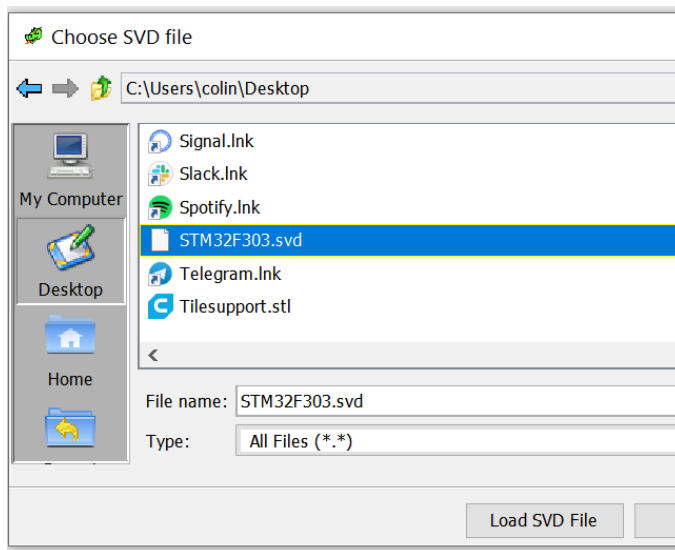 Choose SVD file
C:\Users\colin\Desktop
My Computer
Desktop
Home
Signal.lnk
Slack.lnk
Spotify.lnk
STM32F303.svd
Telegram.lnk
Tilesupport.stl
File name: STM32F303.svd
Type: All Files (*.*)
Load SVD File